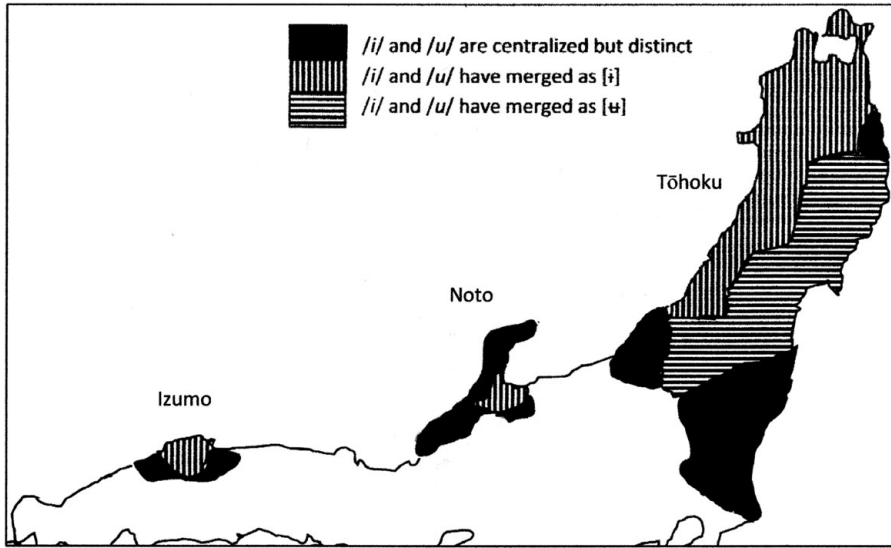 /i/ and /u/ are centralized but distinct
/i/ and /u/ have merged as [ɨ]
/i/ and /u/ have merged as [ʉ]
Tōhoku
Noto
Izumo